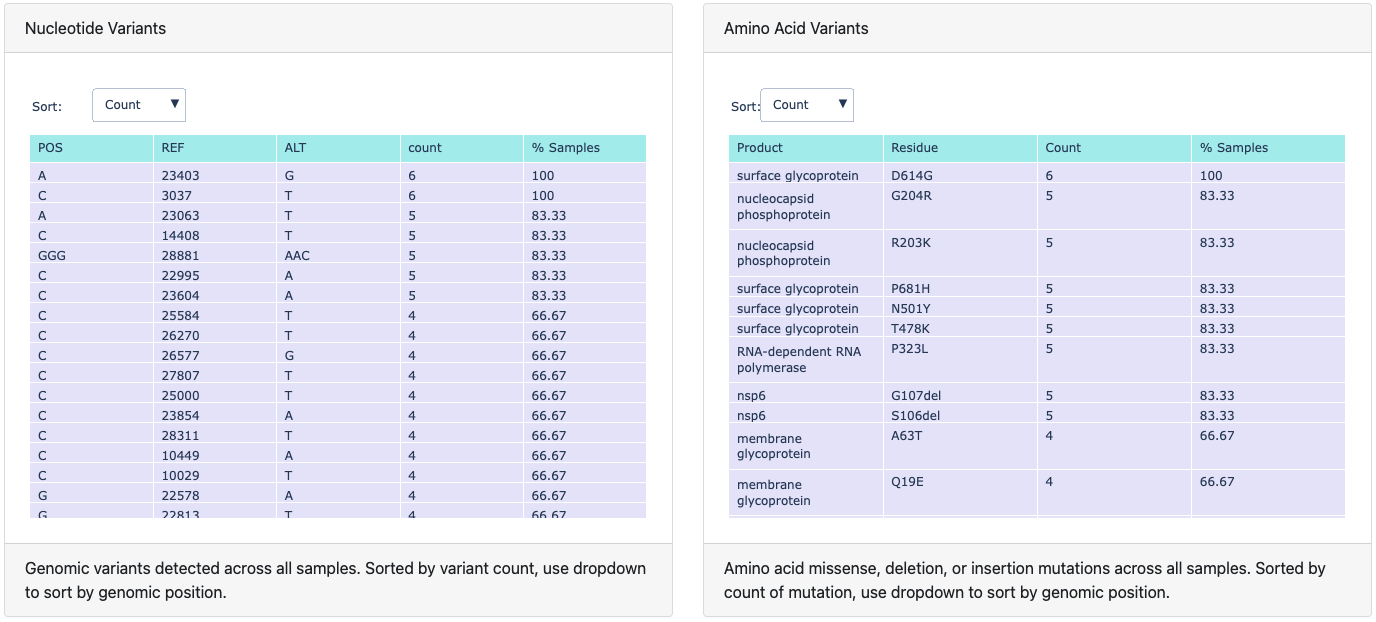 Nucleotide Variants
Sort: Count ▼
POS REF ALT count % Samples
A 23403 G 6 100
C 3037 T 6 100
A 23063 T 5 83.33
C 14408 T 5 83.33
GGG 28881 AAC 5 83.33
C 22995 A 5 83.33
C 23604 A 5 83.33
C 25584 T 4 66.67
C 26270 T 4 66.67
C 26577 G 4 66.67
C 27807 T 4 66.67
C 25000 T 4 66.67
C 23854 A 4 66.67
C 28311 T 4 66.67
C 10449 A 4 66.67
C 10029 T 4 66.67
G 22578 A 4 66.67
G 22813 T 4 66.67
Genomic variants detected across all samples. Sorted by variant count, use dropdown
to sort by genomic position.
Amino Acid Variants
Sort: Count ▼
Product Residue Count % Samples
surface glycoprotein D614G 6 100
nucleocapsid G204R 5 83.33
phosphoprotein
nucleocapsid R203K 5 83.33
phosphoprotein
surface glycoprotein P681H 5 83.33
surface glycoprotein N501Y 5 83.33
surface glycoprotein T478K 5 83.33
RNA-dependent RNA P323L 5 83.33
polymerase
nsp6 G107del 5 83.33
nsp6 S106del 5 83.33
membrane A63T 4 66.67
glycoprotein
membrane Q19E 4 66.67
glycoprotein
Amino acid missense, deletion, or insertion mutations across all samples. Sorted by
count of mutation, use dropdown to sort by genomic position.